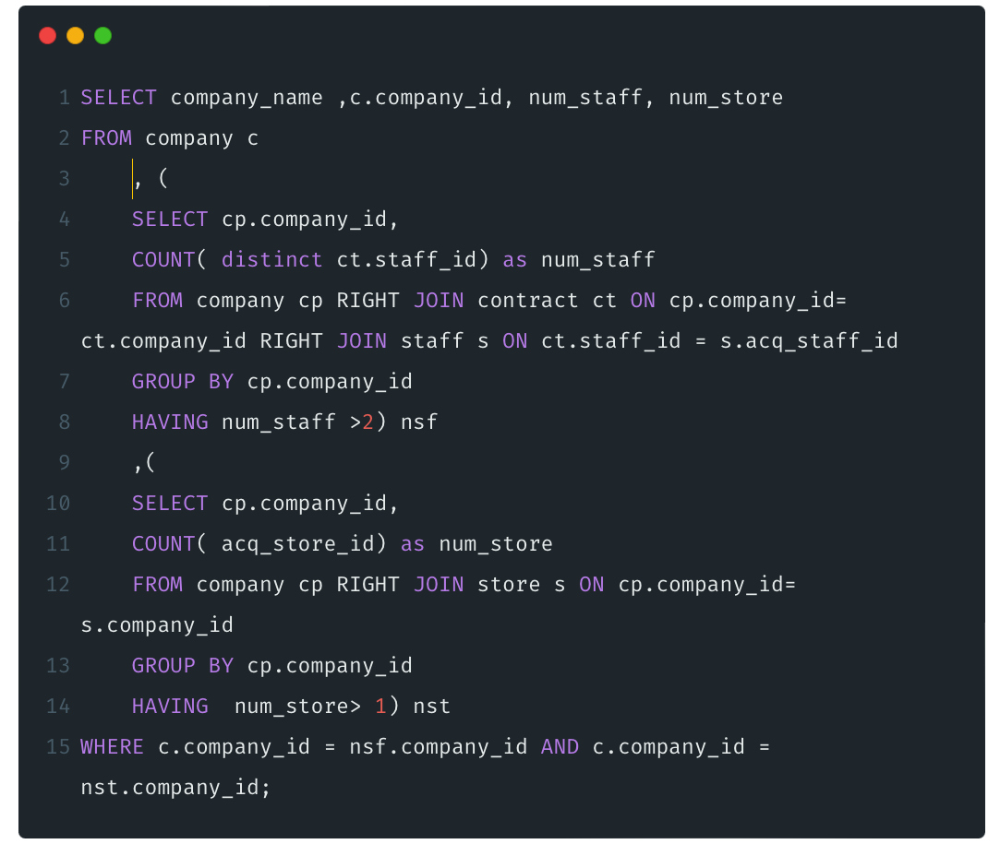 1 SELECT company_name ,c.company_id, num_staff, num_store
2 FROM company c
3     , (
4     SELECT cp.company_id,
5     COUNT( distinct ct.staff_id) as num_staff
6     FROM company cp RIGHT JOIN contract ct ON cp.company_id=
ct.company_id RIGHT JOIN staff s ON ct.staff_id = s.acq_staff_id
7     GROUP BY cp.company_id
8     HAVING num_staff >2) nsf
9     ,(
10     SELECT cp.company_id,
11     COUNT( acq_store_id) as num_store
12     FROM company cp RIGHT JOIN store s ON cp.company_id=
s.company_id
13     GROUP BY cp.company_id
14     HAVING  num_store> 1) nst
15 WHERE c.company_id = nsf.company_id AND c.company_id =
nst.company_id;